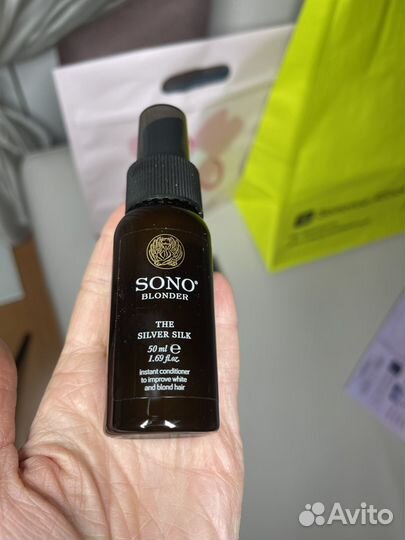 SONO®
BLONDER
THE
SILVER SILK
50 ml ℮
1.69 fl.oz.
instant conditioner
to improve white
and blond hair
Avito